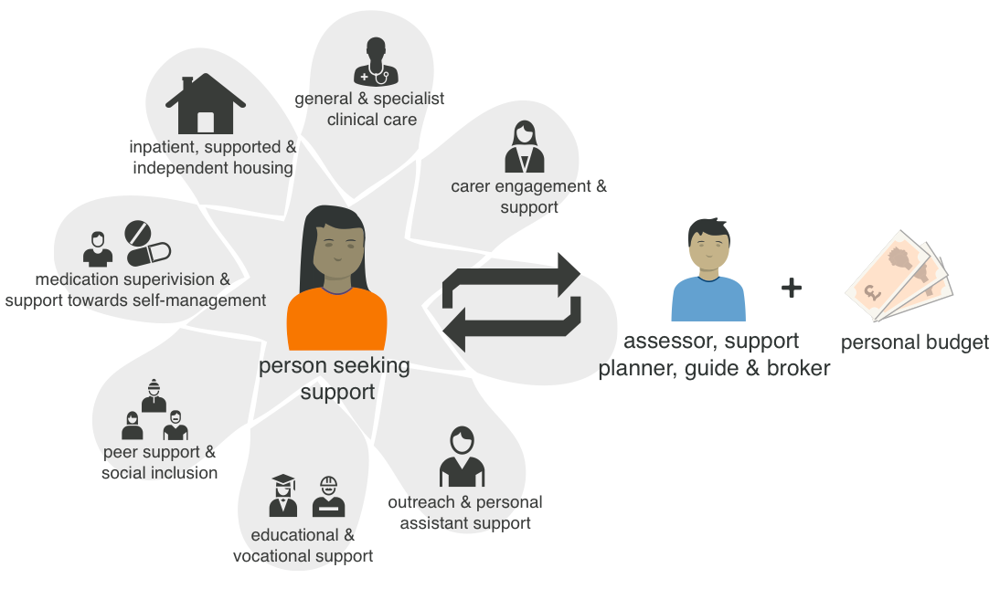 general & specialist
clinical care
inpatient, supported &
independent housing
carer engagement &
support
medication superivision &
support towards self-management
person seeking
support
assessor, support
planner, guide & broker
+
£
personal budget
peer support &
social inclusion
outreach & personal
assistant support
educational &
vocational support